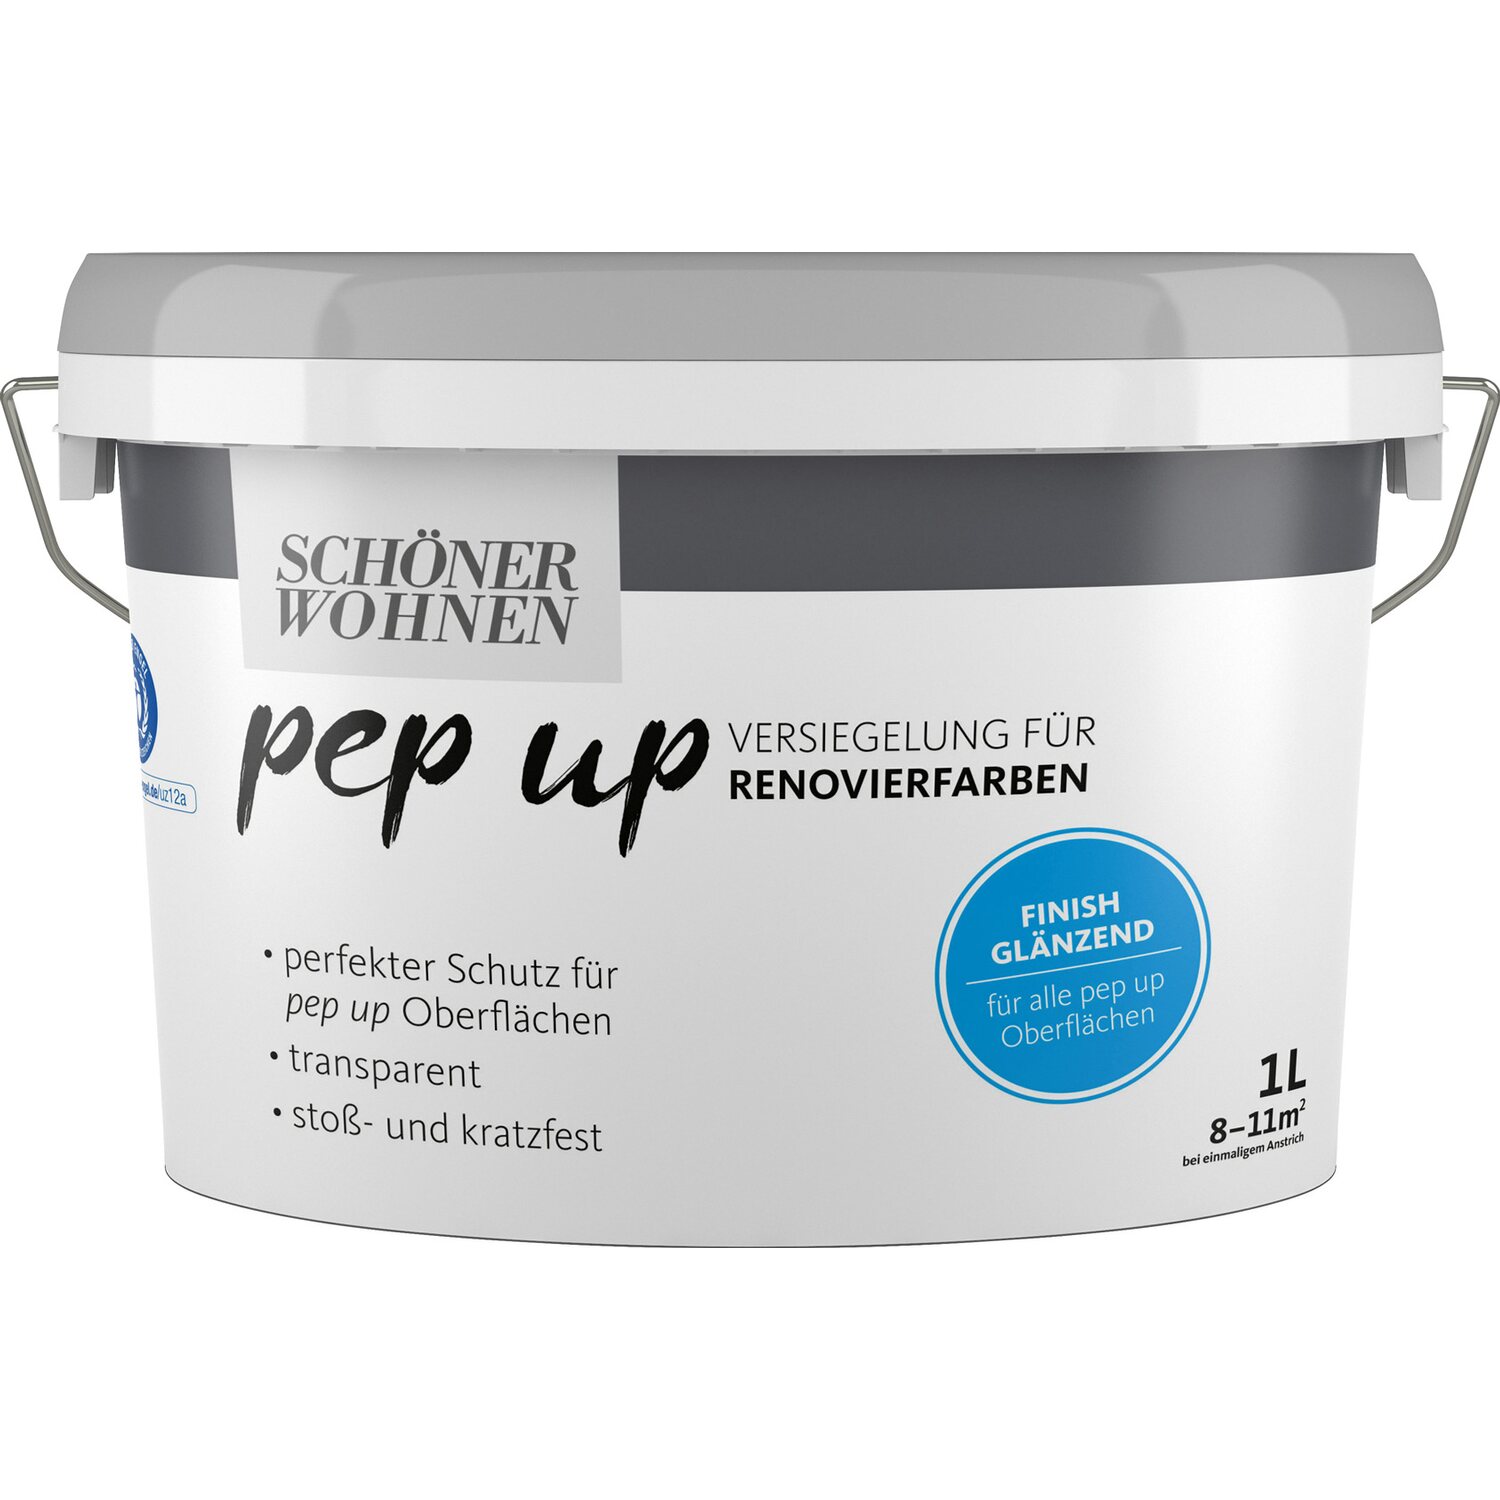 SCHÖNER
WOHNEN
pep up
VERSIEGELUNG FÜR
RENOVIERFARBEN
FINISH
GLÄNZEND
für alle pep up
Oberflächen
• perfekter Schutz für
pep up Oberflächen
• transparent
• stoß- und kratzfest
1L
8–11m²
bei einmaligem Anstrich